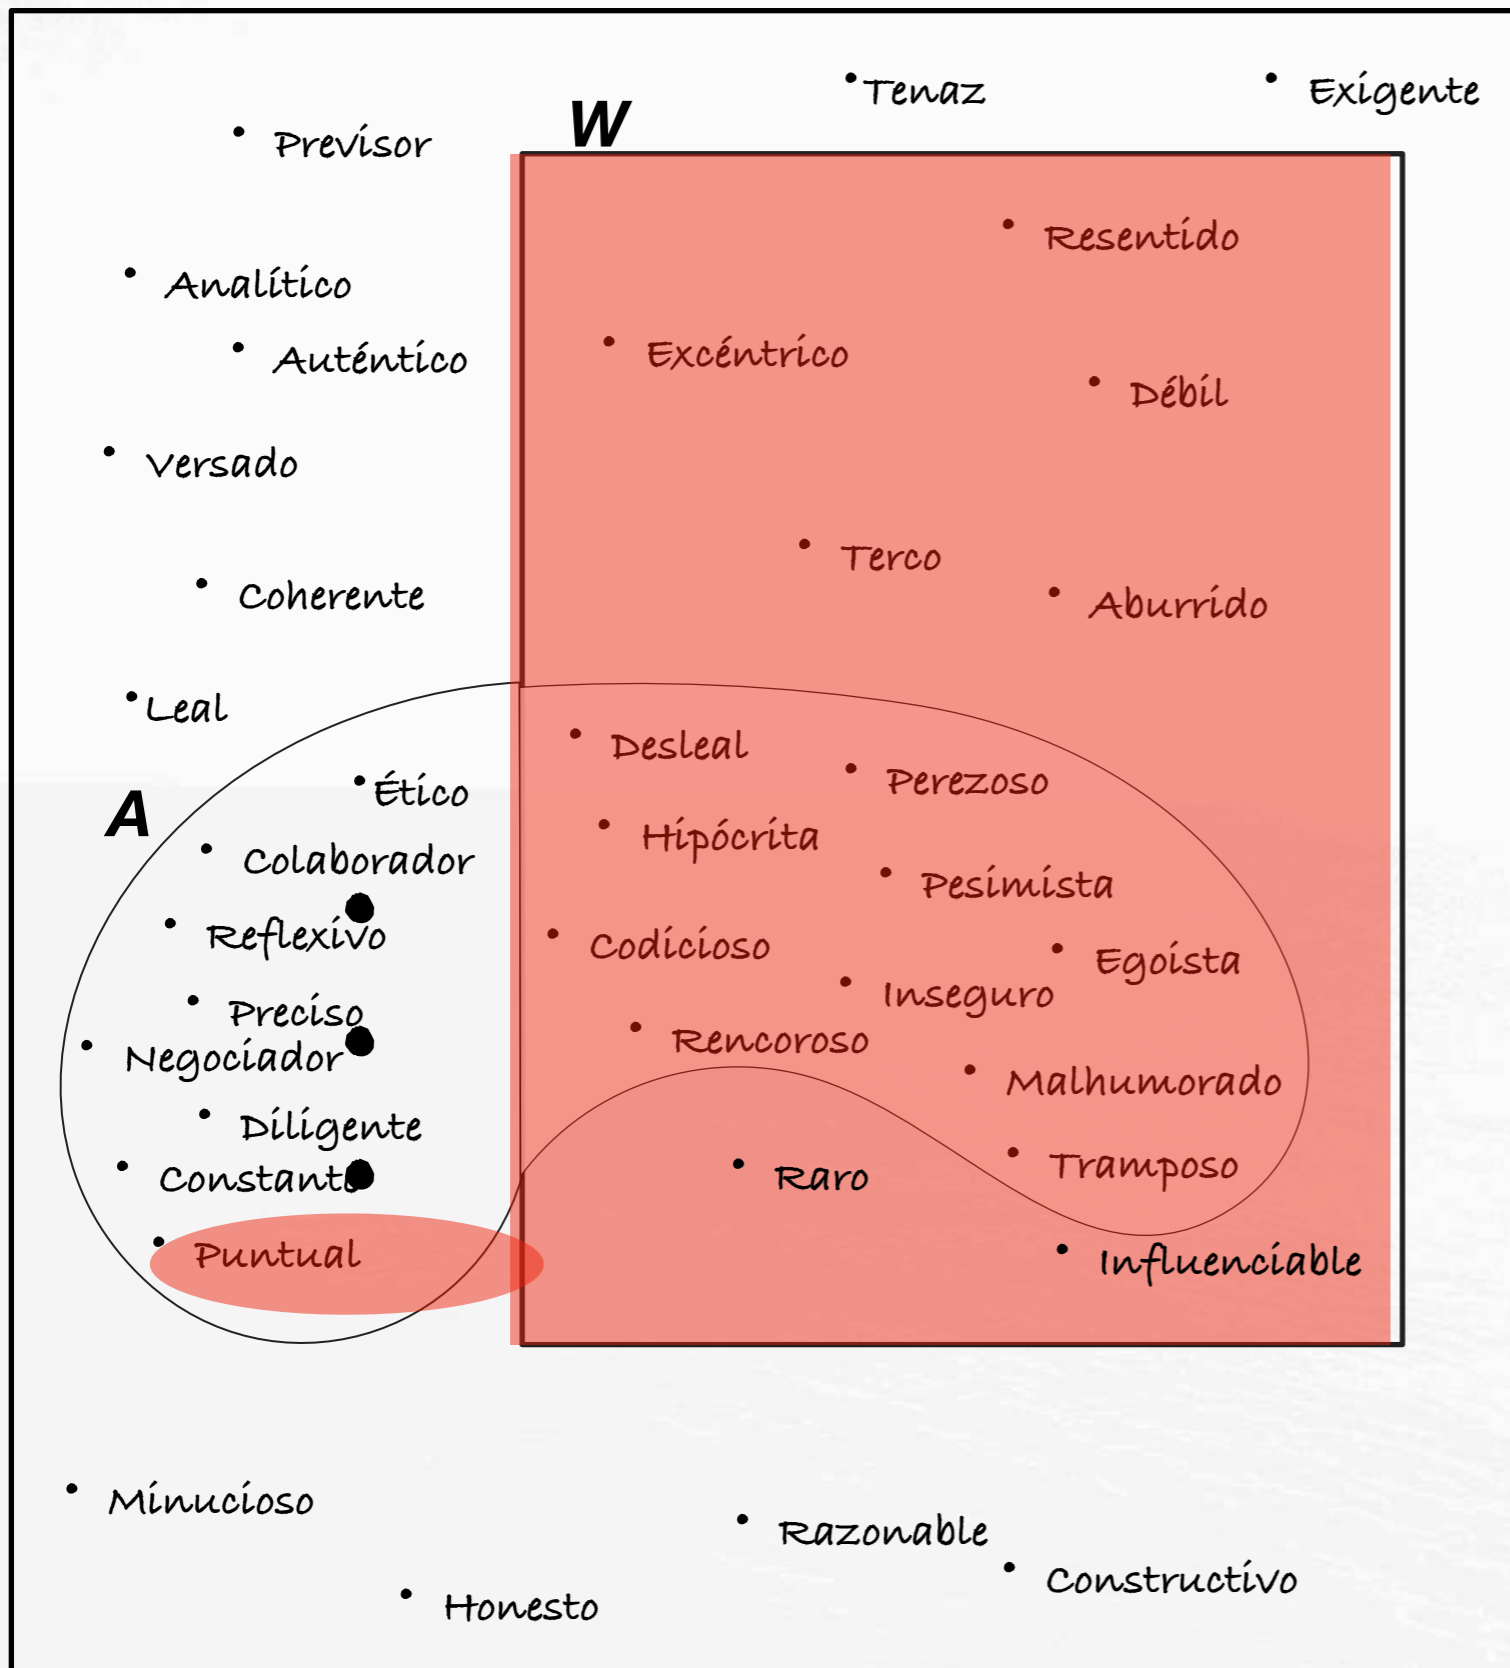 Tenaz
Exigente
W
Previsor
Resentido
Analítico
Excéntrico
Auténtico
Débil
Versado
Terco
Aburrido
Coherente
Leal
Desleal
Perezoso
Ético
A
Hipócrita
Colaborador
Pesimista
Reflexivo
Codicioso
Egoista
Inseguro
Preciso
Rencoroso
Negociador
Malhumorado
Diligente
Tramposo
Constante
Raro
Puntual
Influenciable
Minucioso
Razonable
Constructivo
Honesto